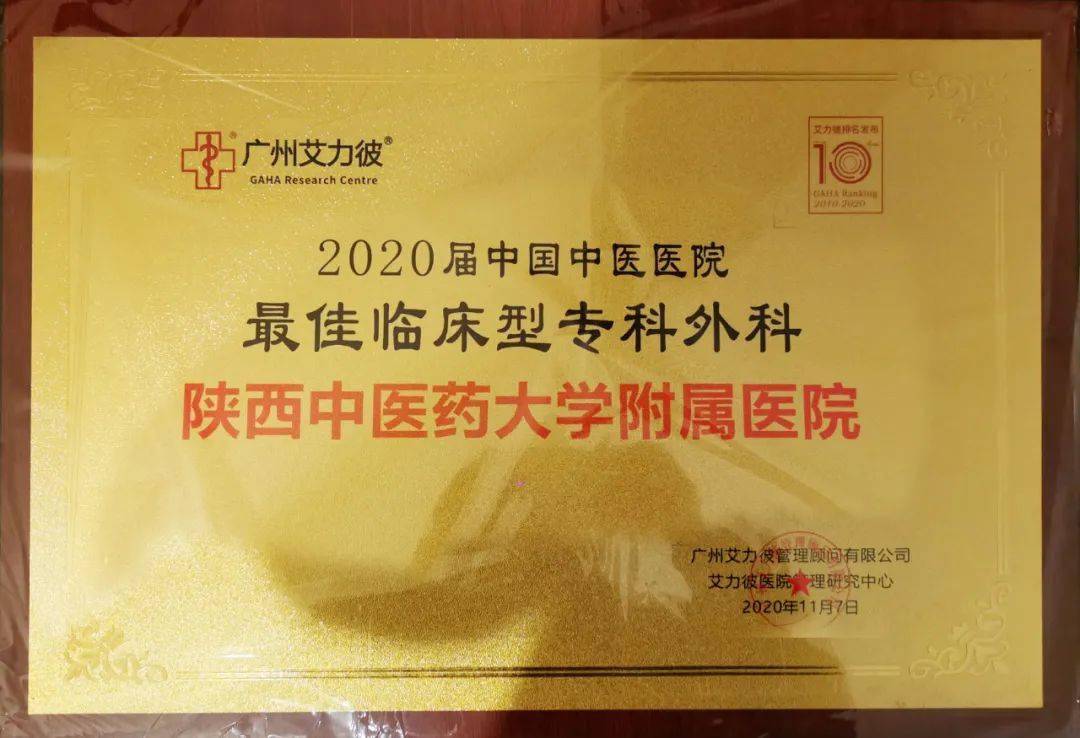 广州艾力彼®
GAHA Research Centre
艾力彼排名发布
10
GAHA Ranking
2010-2020
2020届中国中医医院
最佳临床型专科外科
陕西中医药大学附属医院
广州艾力彼管理顾问有限公司
艾力彼医院管理研究中心
2020年11月7日